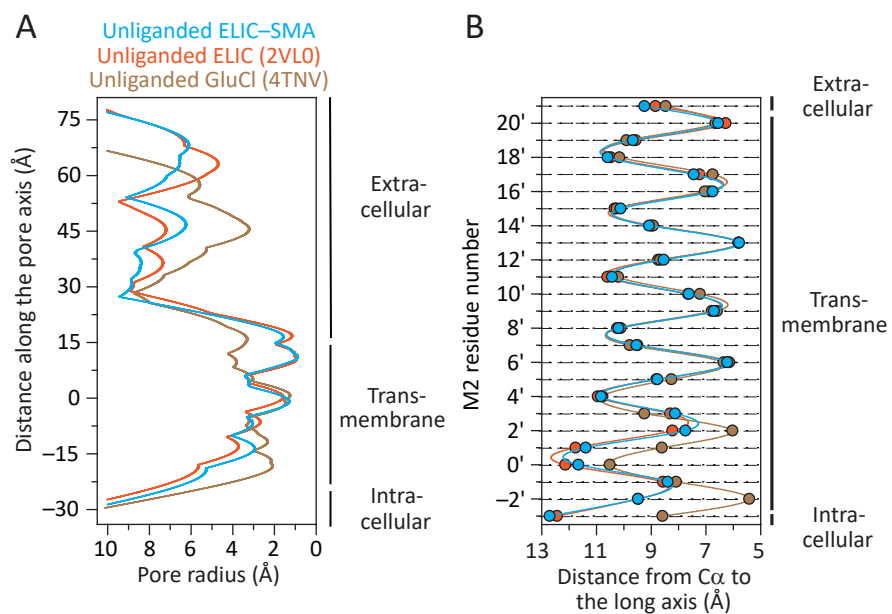 A
Unliganded ELIC–SMA
Unliganded ELIC (2VL0)
Unliganded GluCl (4TNV)
75
60
45
30
15
0
−15
−30
Distance along the pore axis (Å)
10 8 6 4 2 0
Pore radius (Å)
Extra-
cellular
Trans-
membrane
Intra-
cellular
B
20'
18'
16'
14'
12'
10'
8'
6'
4'
2'
0'
−2'
M2 residue number
13 11 9 7 5
Distance from Cα to
the long axis (Å)
Extra-
cellular
Trans-
membrane
Intra-
cellular